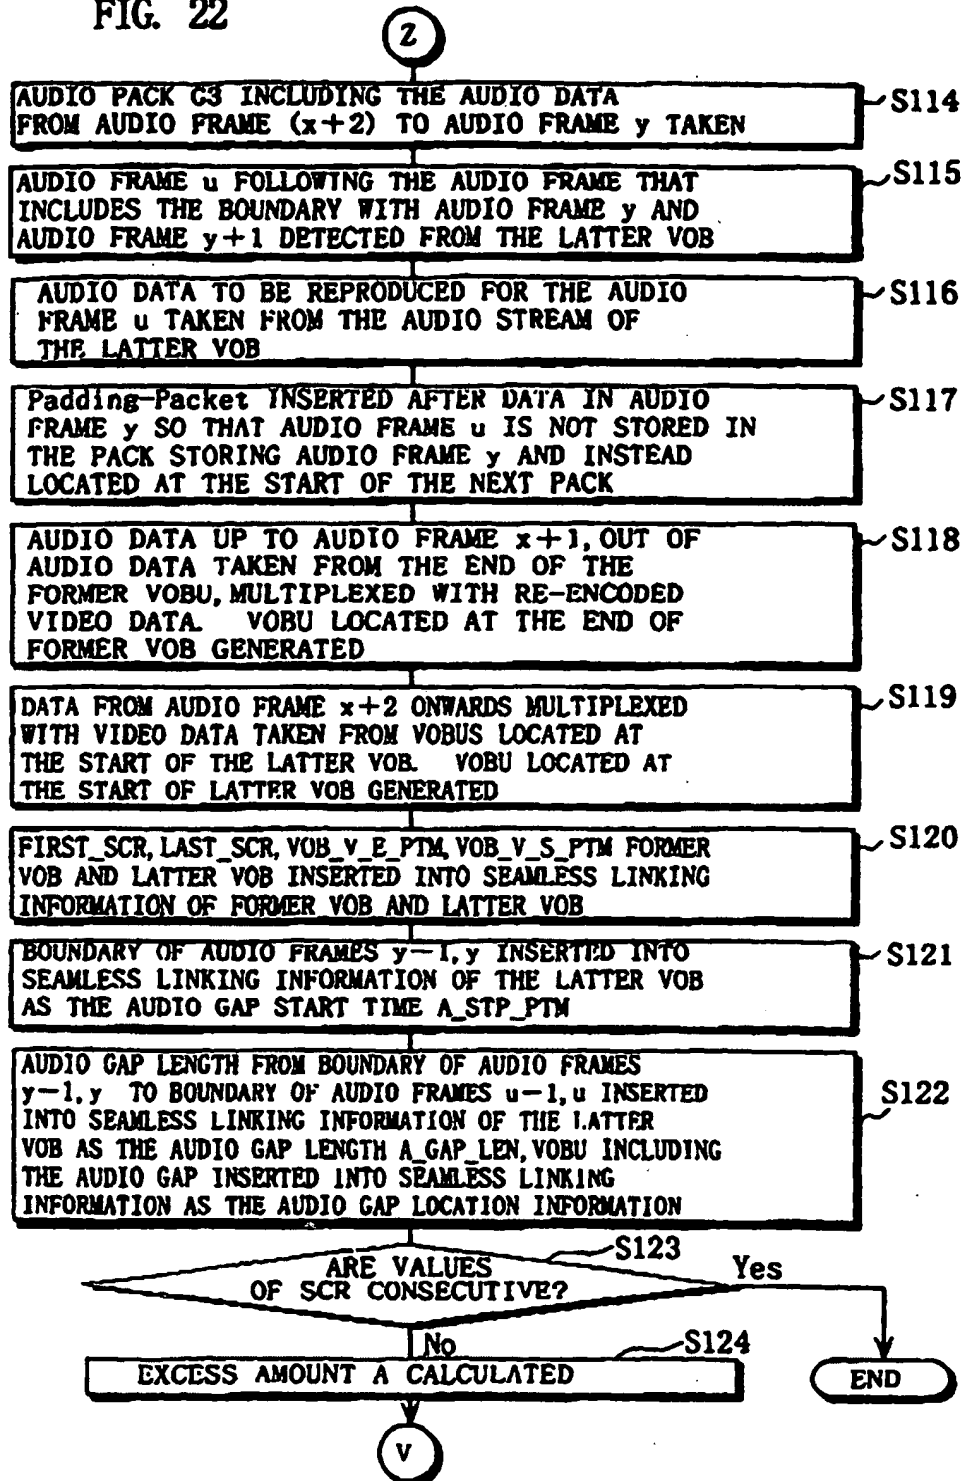 FIG. 22
Z
AUDIO PACK G3 INCLUDING THE AUDIO DATA
FROM AUDIO FRAME (x+2) TO AUDIO FRAME y TAKEN
S114
AUDIO FRAME u FOLLOWING THE AUDIO FRAME THAT
INCLUDES THE BOUNDARY WITH AUDIO FRAME y AND
AUDIO FRAME y+1 DETECTED FROM THE LATTER VOB
S115
AUDIO DATA TO BE REPRODUCED FOR THE AUDIO
FRAME u TAKEN FROM THE AUDIO STREAM OF
THE LATTER VOB
S116
Padding-Packet INSERTED AFTER DATA IN AUDIO
FRAME y SO THAT AUDIO FRAME u IS NOT STORED IN
THE PACK STORING AUDIO FRAME y AND INSTEAD
LOCATED AT THE START OF THE NEXT PACK
S117
AUDIO DATA UP TO AUDIO FRAME x+1, OUT OF
AUDIO DATA TAKEN FROM THE END OF THE
FORMER VOBU, MULTIPLEXED WITH RE-ENCODED
VIDEO DATA. VOBU LOCATED AT THE END OF
FORMER VOB GENERATED
S118
DATA FROM AUDIO FRAME x+2 ONWARDS MULTIPLEXED
WITH VIDEO DATA TAKEN FROM VOBUS LOCATED AT
THE START OF THE LATTER VOB. VOBU LOCATED AT
THE START OF LATTER VOB GENERATED
S119
FIRST_SCR, LAST_SCR, VOB_V_E_PTM, VOB_V_S_PTM FORMER
VOB AND LATTER VOB INSERTED INTO SEAMLESS LINKING
INFORMATION OF FORMER VOB AND LATTER VOB
S120
BOUNDARY OF AUDIO FRAMES y-1, y INSERTED INTO
SEAMLESS LINKING INFORMATION OF THE LATTER VOB
AS THE AUDIO GAP START TIME A_STP_PTM
S121
AUDIO GAP LENGTH FROM BOUNDARY OF AUDIO FRAMES
y-1, y TO BOUNDARY OF AUDIO FRAMES u-1, u INSERTED
INTO SEAMLESS LINKING INFORMATION OF THE LATTER
VOB AS THE AUDIO GAP LENGTH A_GAP_LEN, VOBU INCLUDING
THE AUDIO GAP INSERTED INTO SEAMLESS LINKING
INFORMATION AS THE AUDIO GAP LOCATION INFORMATION
S122
ARE VALUES
OF SCR CONSECUTIVE?
S123
Yes
No
EXCESS AMOUNT A CALCULATED
S124
END
V